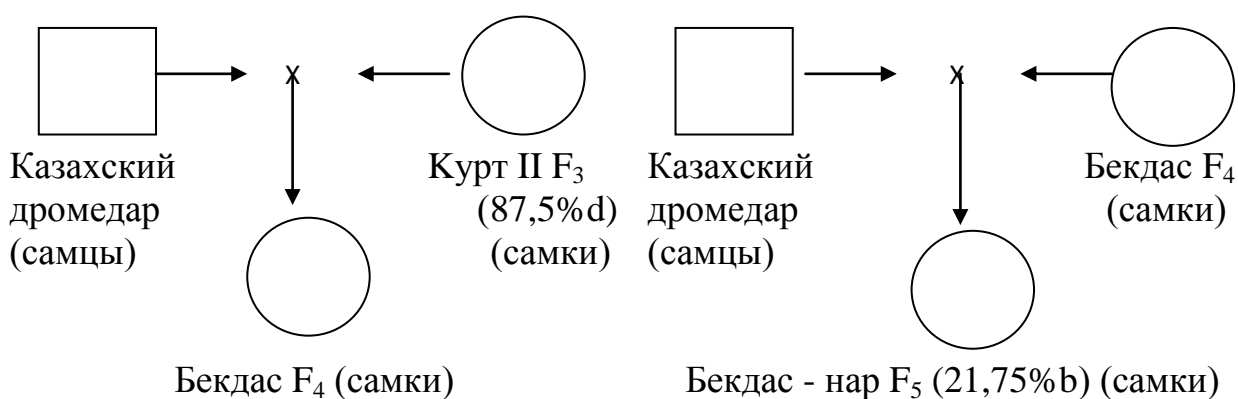 х
х
Казахский
дромедар
(самцы)
Курт II F₃
(87,5%d)
(самки)
Казахский
дромедар
(самцы)
Бекдас F₄
(самки)
Бекдас F₄ (самки)
Бекдас - нар F₅ (21,75%b) (самки)